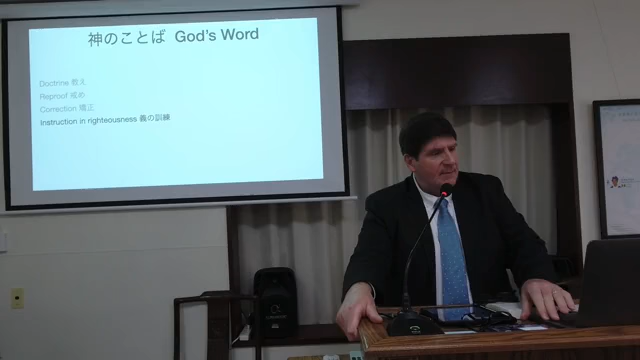 神のことば God's Word
Doctrine 教え
Reproof 戒め
Correction 矯正
Instruction in righteousness 義の訓練